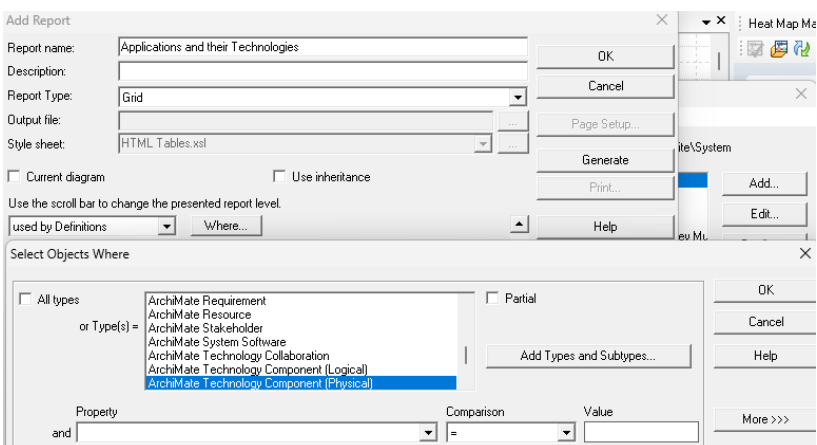 Add Report
Heat Map Ma
Report name: Applications and their Technologies
OK
Description:
Cancel
Report Type: Grid
Output file: ...
Page Setup...
Style sheet: HTML Tables.xsl ...
Generate
ite\System
Current diagram Use inheritance
Print...
Add...
Use the scroll bar to change the presented report level.
Edit...
used by Definitions Where...
Help
Select Objects Where
All types
or Type(s) =
ArchiMate Requirement
ArchiMate Resource
ArchiMate Stakeholder
ArchiMate System Software
ArchiMate Technology Collaboration
ArchiMate Technology Component (Logical)
ArchiMate Technology Component (Physical)
Partial
Add Types and Subtypes...
OK
Cancel
Help
Property Comparison Value
and =
More >>>